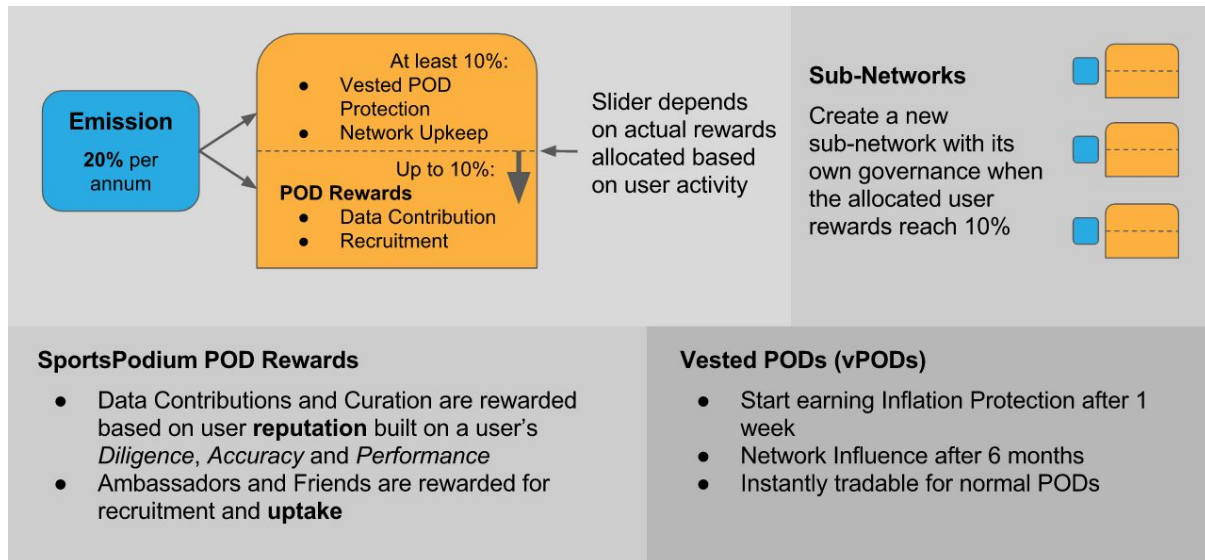 Emission
20% per
annum
At least 10%:
● Vested POD
Protection
● Network Upkeep
Up to 10%:
POD Rewards
● Data Contribution
● Recruitment
Slider depends
on actual rewards
allocated based
on user activity
Sub-Networks
Create a new
sub-network with its
own governance when
the allocated user
rewards reach 10%
SportsPodium POD Rewards
● Data Contributions and Curation are rewarded
based on user reputation built on a user's
Diligence, Accuracy and Performance
● Ambassadors and Friends are rewarded for
recruitment and uptake
Vested PODs (vPODs)
● Start earning Inflation Protection after 1
week
● Network Influence after 6 months
● Instantly tradable for normal PODs